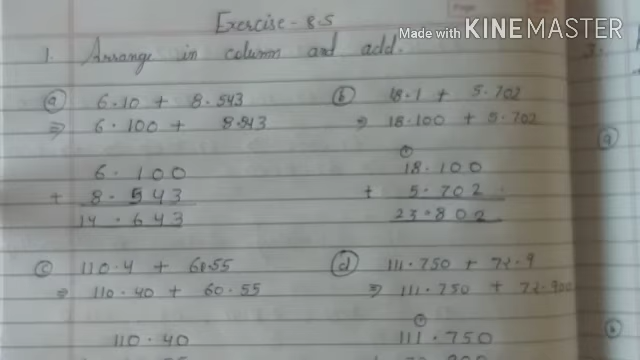 Made with KINEMASTER
Exercise - 8.5
1. Arrange in column and add.
(a) 6.10 + 8.543
⇒ 6.100 + 8.543
6.100
+ 8.543
14.643
(b) 18.1 + 5.702
⇒ 18.100 + 5.702
1
18.100
+ 5.702
23.802
(c) 110.4 + 60.55
⇒ 110.40 + 60.55
110.40
(d) 111.750 + 72.9
⇒ 111.750 + 72.900
1
111.750
3.